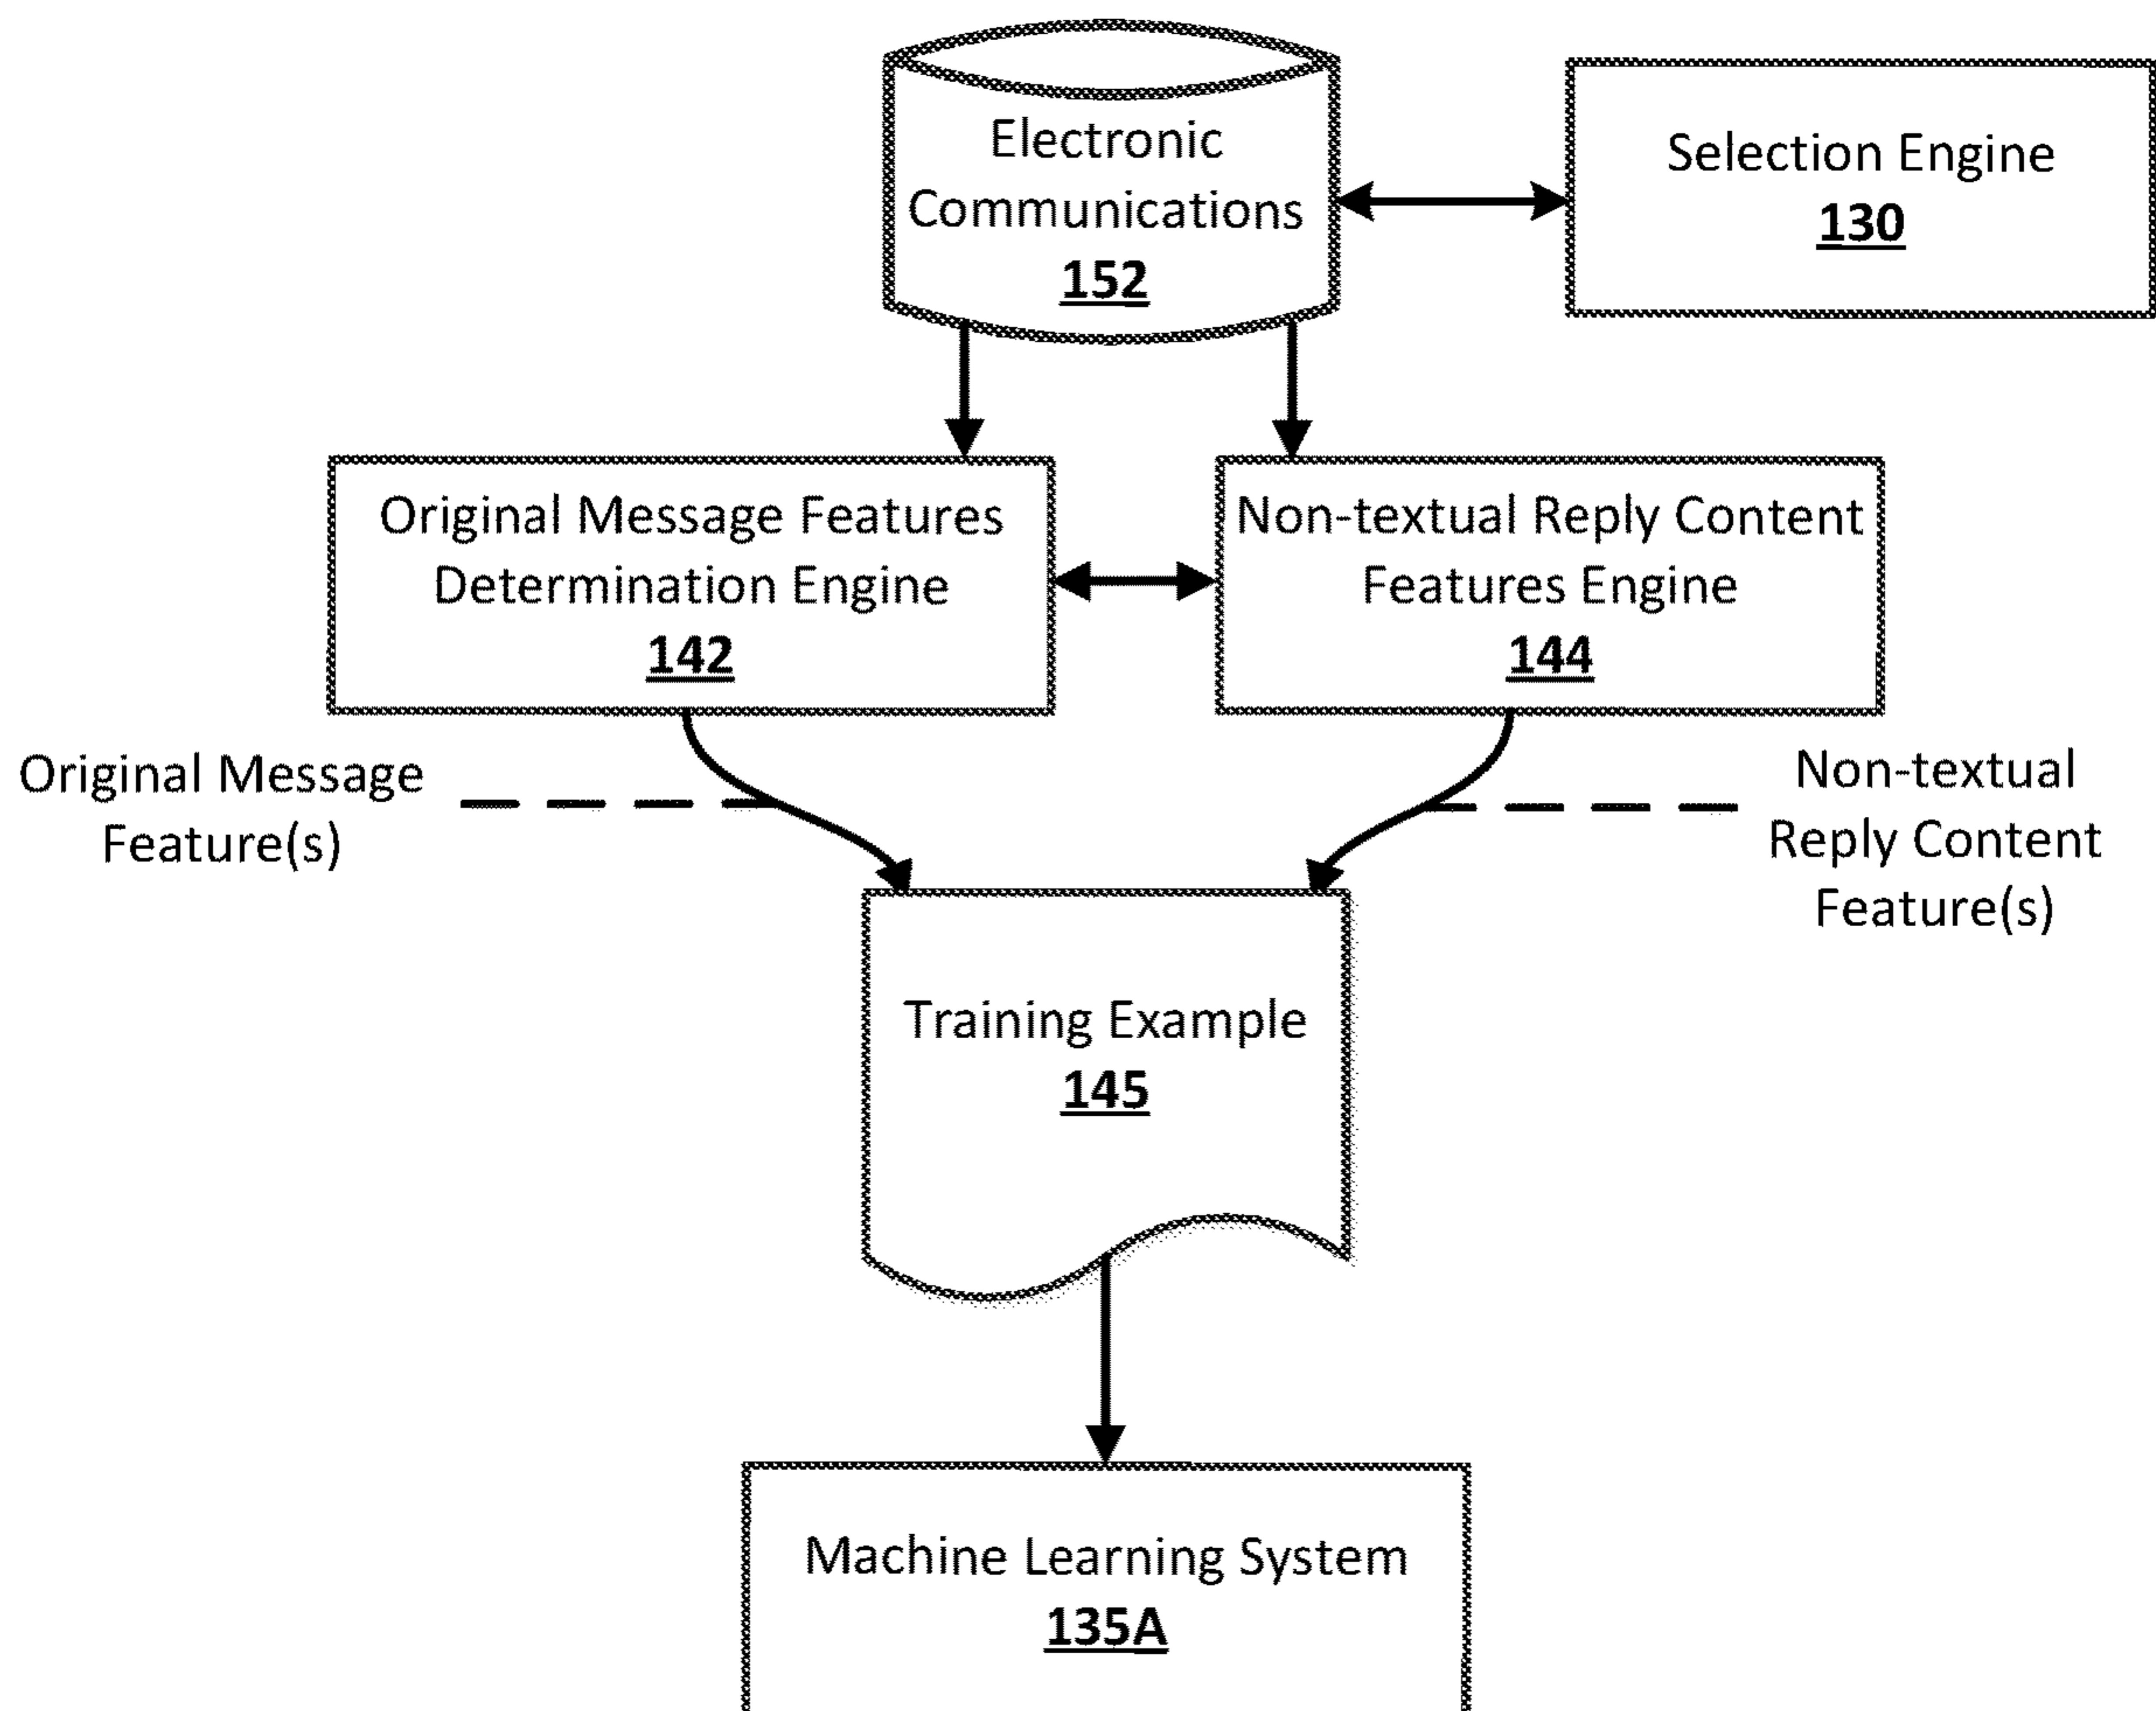 Electronic
Communications
152
Selection Engine
130
Original Message Features
Determination Engine
142
Non-textual Reply Content
Features Engine
144
Original Message
Feature(s)
Non-textual
Reply Content
Feature(s)
Training Example
145
Machine Learning System
135A